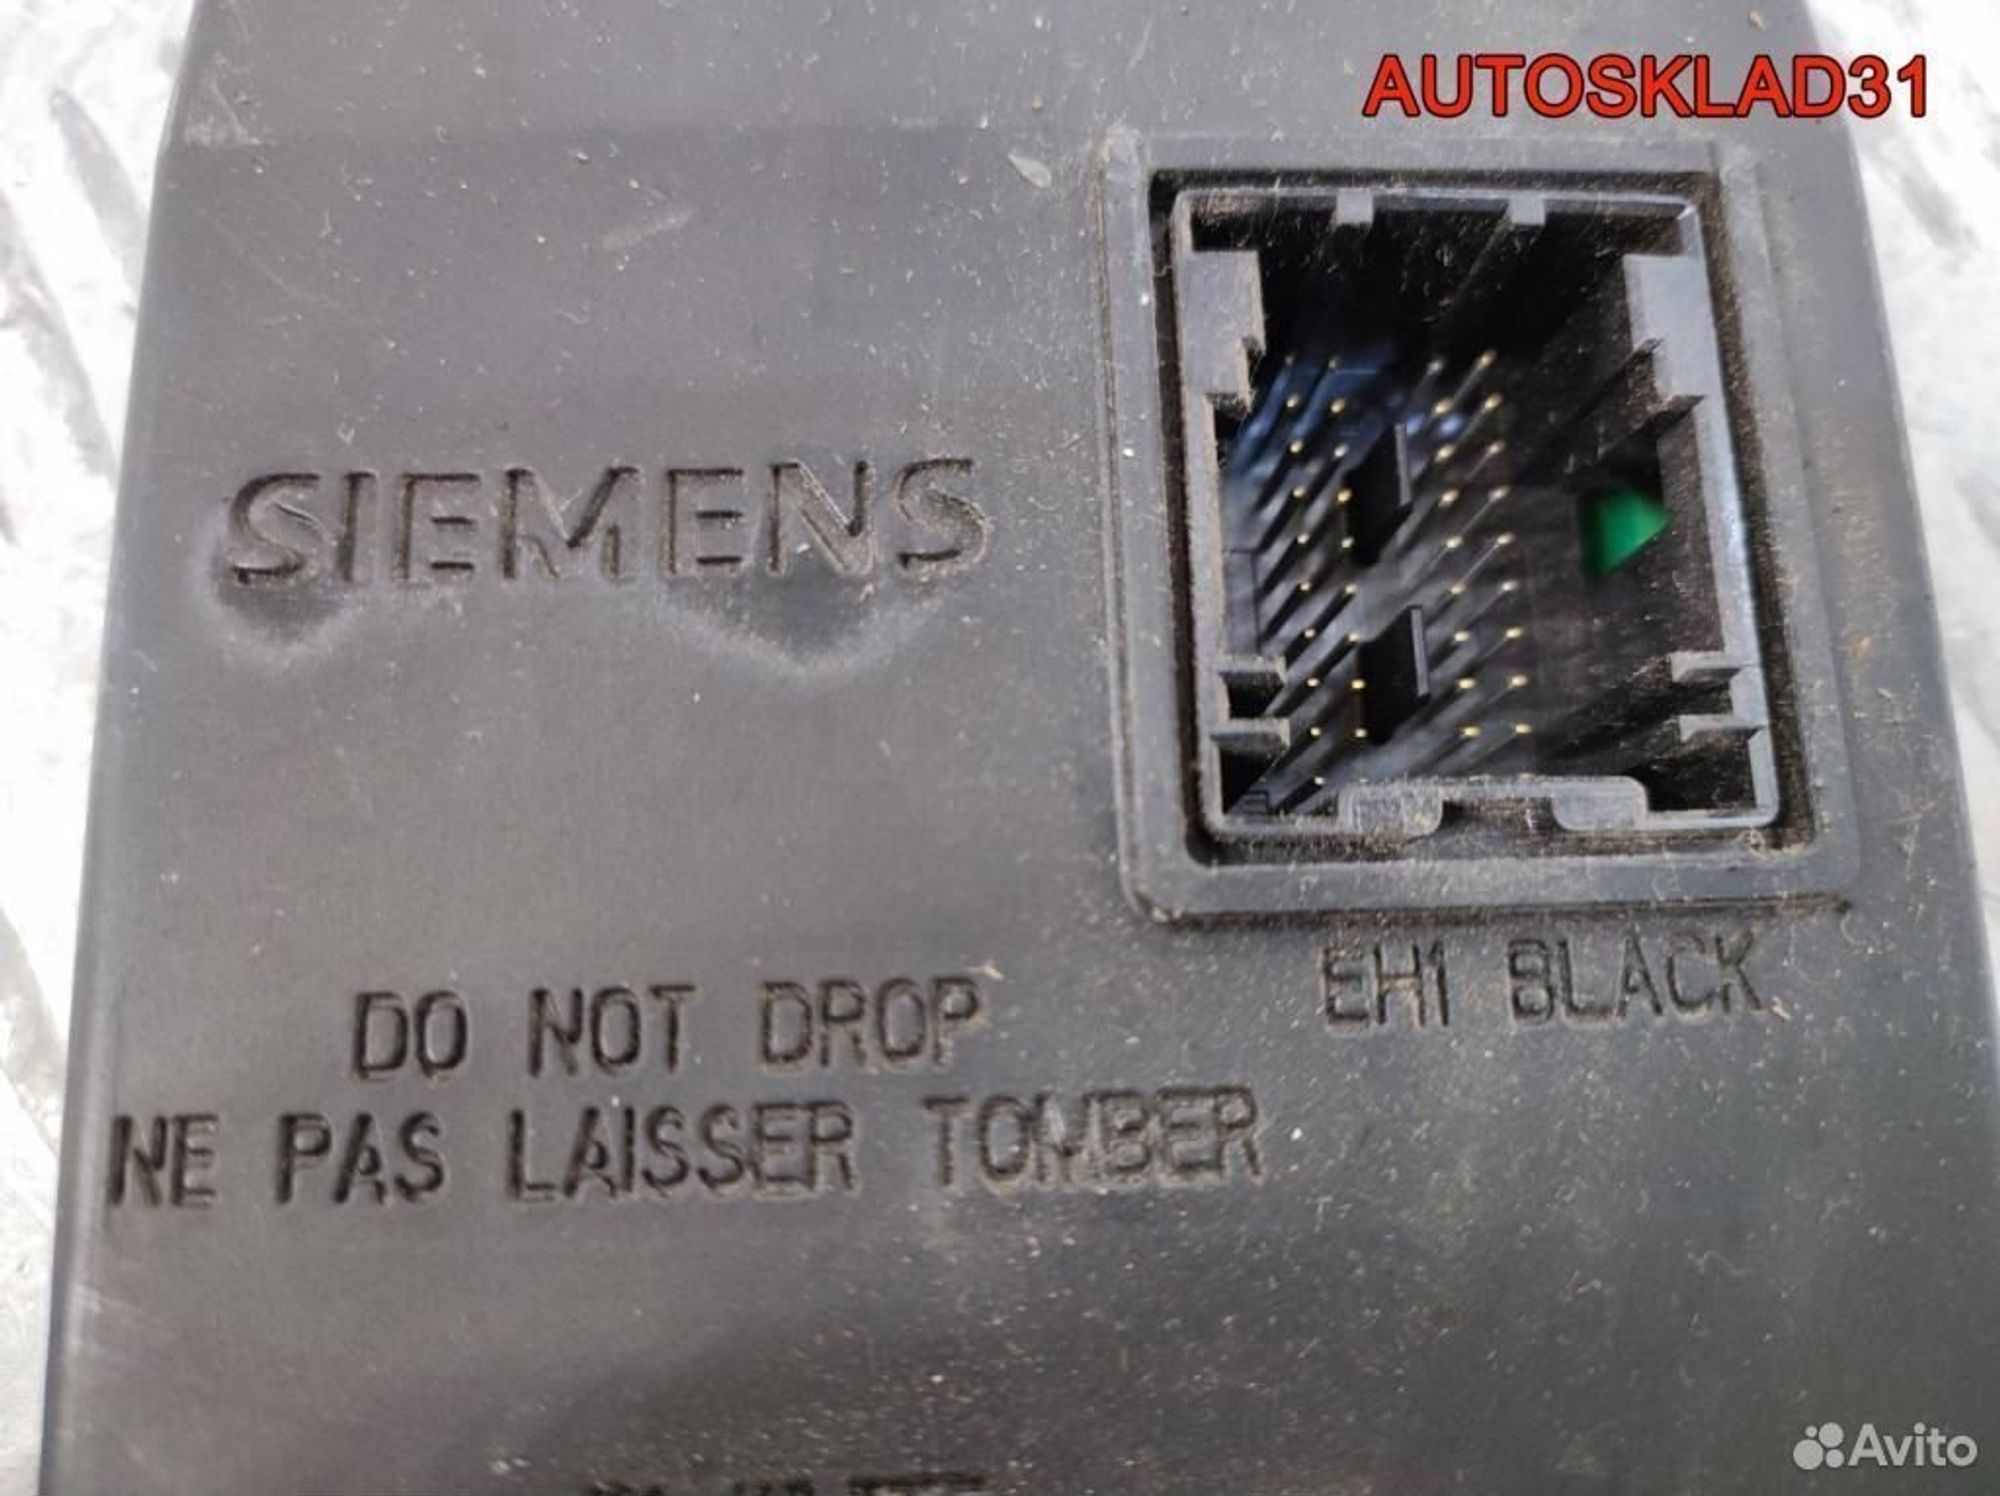 AUTOSKLAD31
SIEMENS
EH1 BLACK
DO NOT DROP
NE PAS LAISSER TOMBER
Avito